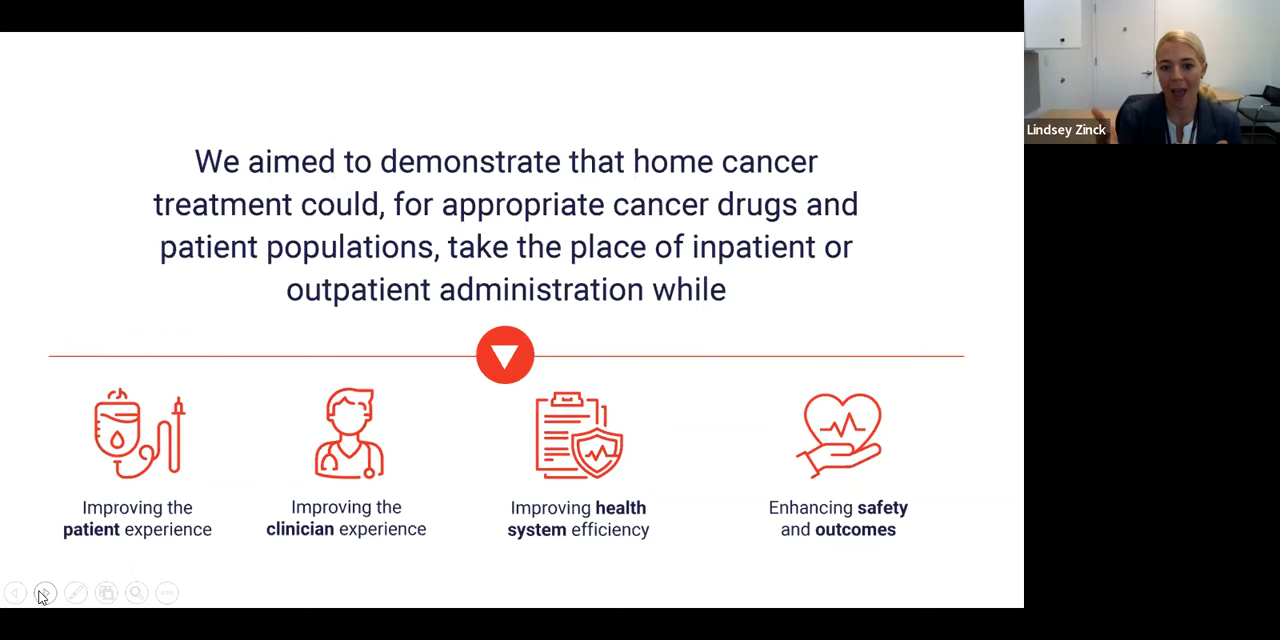 We aimed to demonstrate that home cancer
treatment could, for appropriate cancer drugs and
patient populations, take the place of inpatient or
outpatient administration while
Improving the
patient experience
Improving the
clinician experience
Improving health
system efficiency
Enhancing safety
and outcomes
Lindsey Zinck